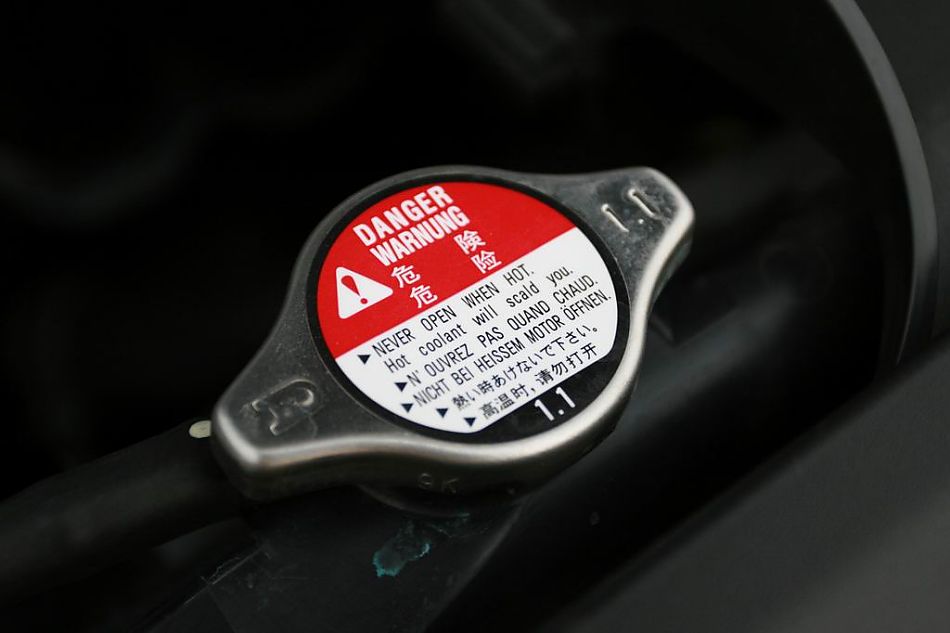 DANGER
WARNUNG
危 険
危 险
▶NEVER OPEN WHEN HOT.
Hot coolant will scald you.
▶N' OUVREZ PAS QUAND CHAUD.
▶NICHT BEI HEISSEM MOTOR ÖFFNEN.
▶熱い時あけないで下さい。
▶高温时，请勿打开
1.1
R
9K